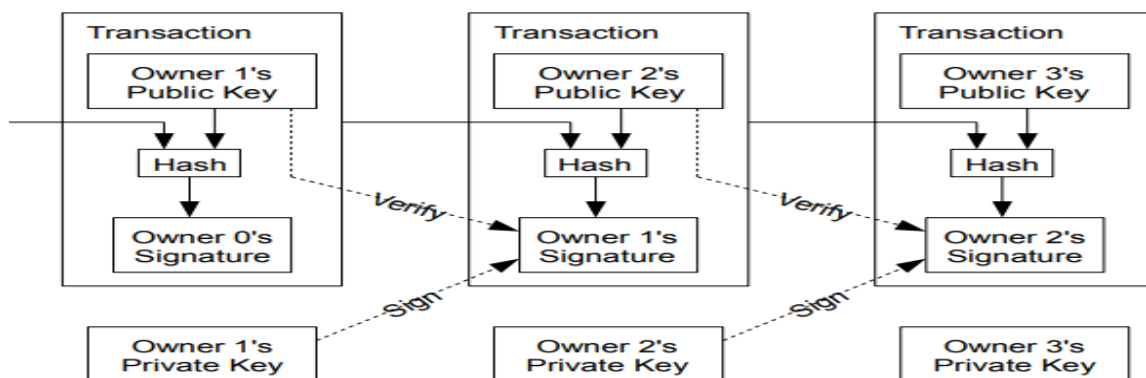 Transaction
Owner 1's
Public Key
Hash
Owner 0's
Signature
Transaction
Owner 2's
Public Key
Hash
Verify
Owner 1's
Signature
Transaction
Owner 3's
Public Key
Hash
Verify
Owner 2's
Signature
Sign
Sign
Owner 1's
Private Key
Owner 2's
Private Key
Owner 3's
Private Key